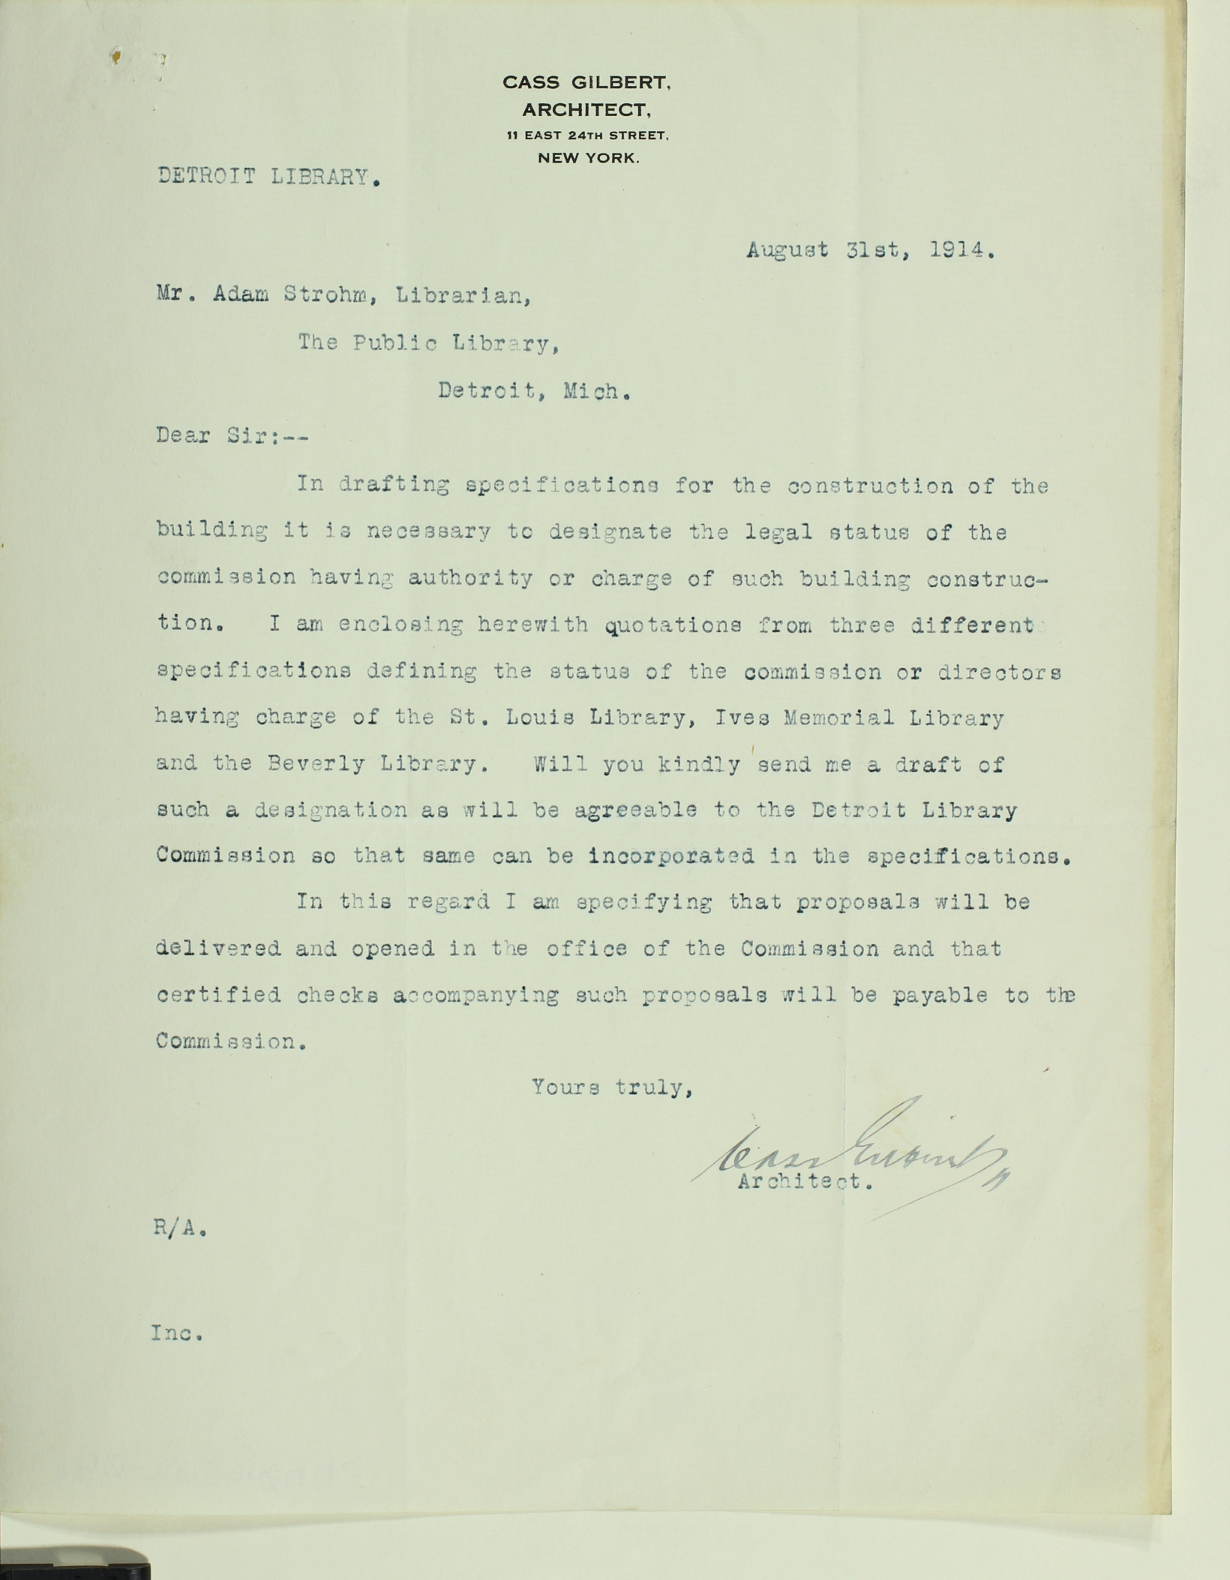 CASS GILBERT,
ARCHITECT,
11 EAST 24TH STREET,
NEW YORK.
DETROIT LIBRARY.
August 31st, 1914.
Mr. Adam Strohm, Librarian,
The Public Library,
Detroit, Mich.
Dear Sir:--
In drafting specifications for the construction of the
building it is necessary to designate the legal status of the
commission having authority or charge of such building construc-
tion. I am enclosing herewith quotations from three different
specifications defining the status of the commission or directors
having charge of the St. Louis Library, Ives Memorial Library
and the Beverly Library. Will you kindly send me a draft of
such a designation as will be agreeable to the Detroit Library
Commission so that same can be incorporated in the specifications.
In this regard I am specifying that proposals will be
delivered and opened in the office of the Commission and that
certified checks accompanying such proposals will be payable to the
Commission.
Yours truly,
Cass Gilbert
Architect.
R/A.
Inc.